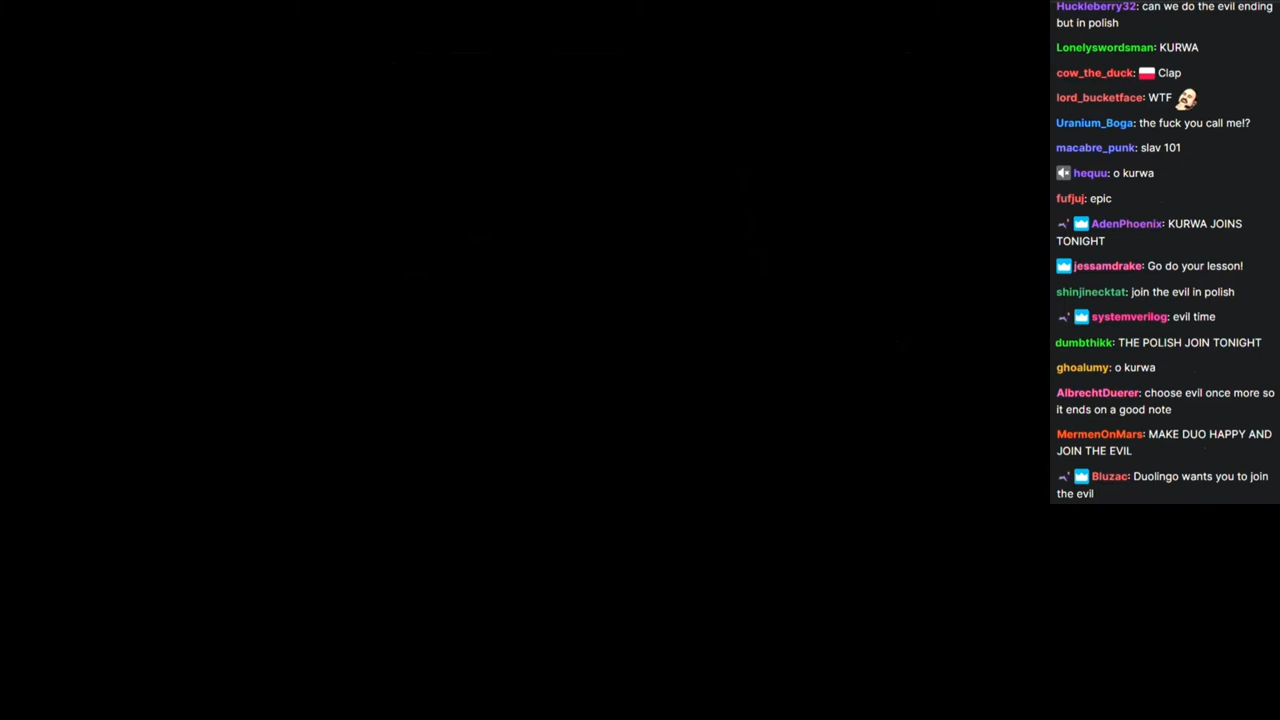 Huckleberry32: can we do the evil ending
but in polish
Lonelyswordsman: KURWA
cow_the_duck: Clap
lord_bucketface: WTF
Uranium_Boga: the fuck you call me!?
macabre_punk: slav 101
hequu: o kurwa
fufjuj: epic
AdenPhoenix: KURWA JOINS
TONIGHT
jessamdrake: Go do your lesson!
shinjinecktat: join the evil in polish
systemverilog: evil time
dumbthikk: THE POLISH JOIN TONIGHT
ghoalumy: o kurwa
AlbrechtDuerer: choose evil once more so
it ends on a good note
MermenOnMars: MAKE DUO HAPPY AND
JOIN THE EVIL
Bluzac: Duolingo wants you to join
the evil